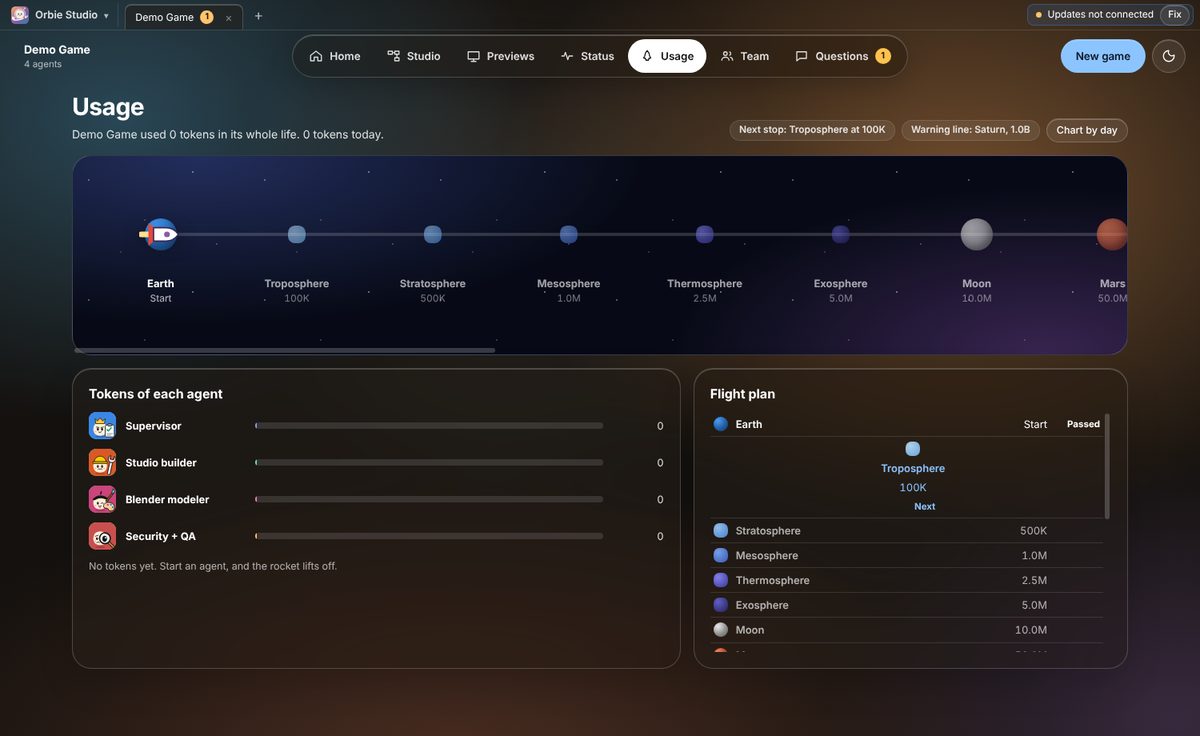 Orbie Studio
Demo Game 1
Updates not connected Fix
Demo Game
4 agents
Home
Studio
Previews
Status
Usage
Team
Questions 1
New game
Usage
Demo Game used 0 tokens in its whole life. 0 tokens today.
Next stop: Troposphere at 100K
Warning line: Saturn, 1.0B
Chart by day
Earth
Start
Troposphere
100K
Stratosphere
500K
Mesosphere
1.0M
Thermosphere
2.5M
Exosphere
5.0M
Moon
10.0M
Mars
50.0M
Tokens of each agent
Supervisor 0
Studio builder 0
Blender modeler 0
Security + QA 0
No tokens yet. Start an agent, and the rocket lifts off.
Flight plan
Earth Start Passed
Troposphere
100K
Next
Stratosphere 500K
Mesosphere 1.0M
Thermosphere 2.5M
Exosphere 5.0M
Moon 10.0M